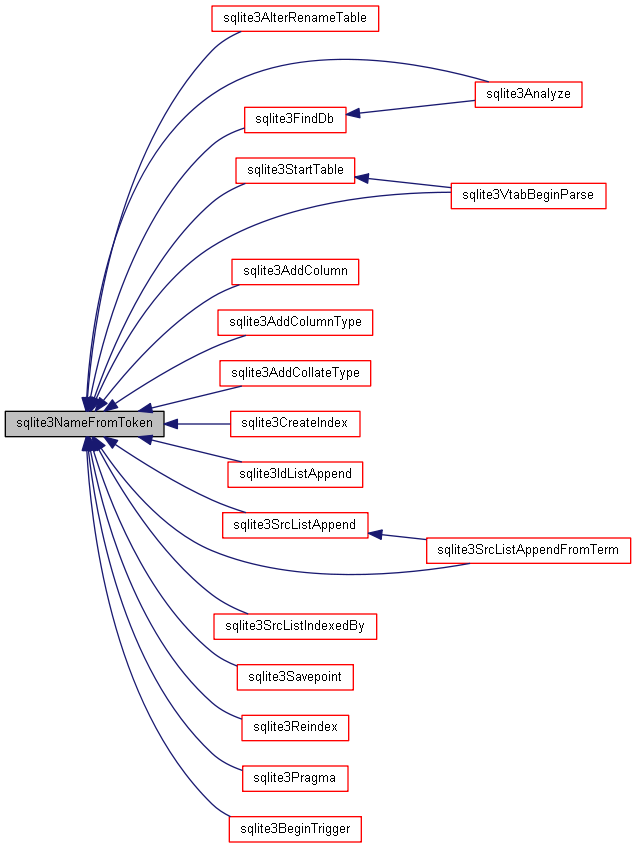 sqlite3AlterRenameTable
sqlite3Analyze
sqlite3FindDb
sqlite3StartTable
sqlite3VtabBeginParse
sqlite3AddColumn
sqlite3AddColumnType
sqlite3AddCollateType
sqlite3NameFromToken
sqlite3CreateIndex
sqlite3IdListAppend
sqlite3SrcListAppend
sqlite3SrcListAppendFromTerm
sqlite3SrcListIndexedBy
sqlite3Savepoint
sqlite3Reindex
sqlite3Pragma
sqlite3BeginTrigger